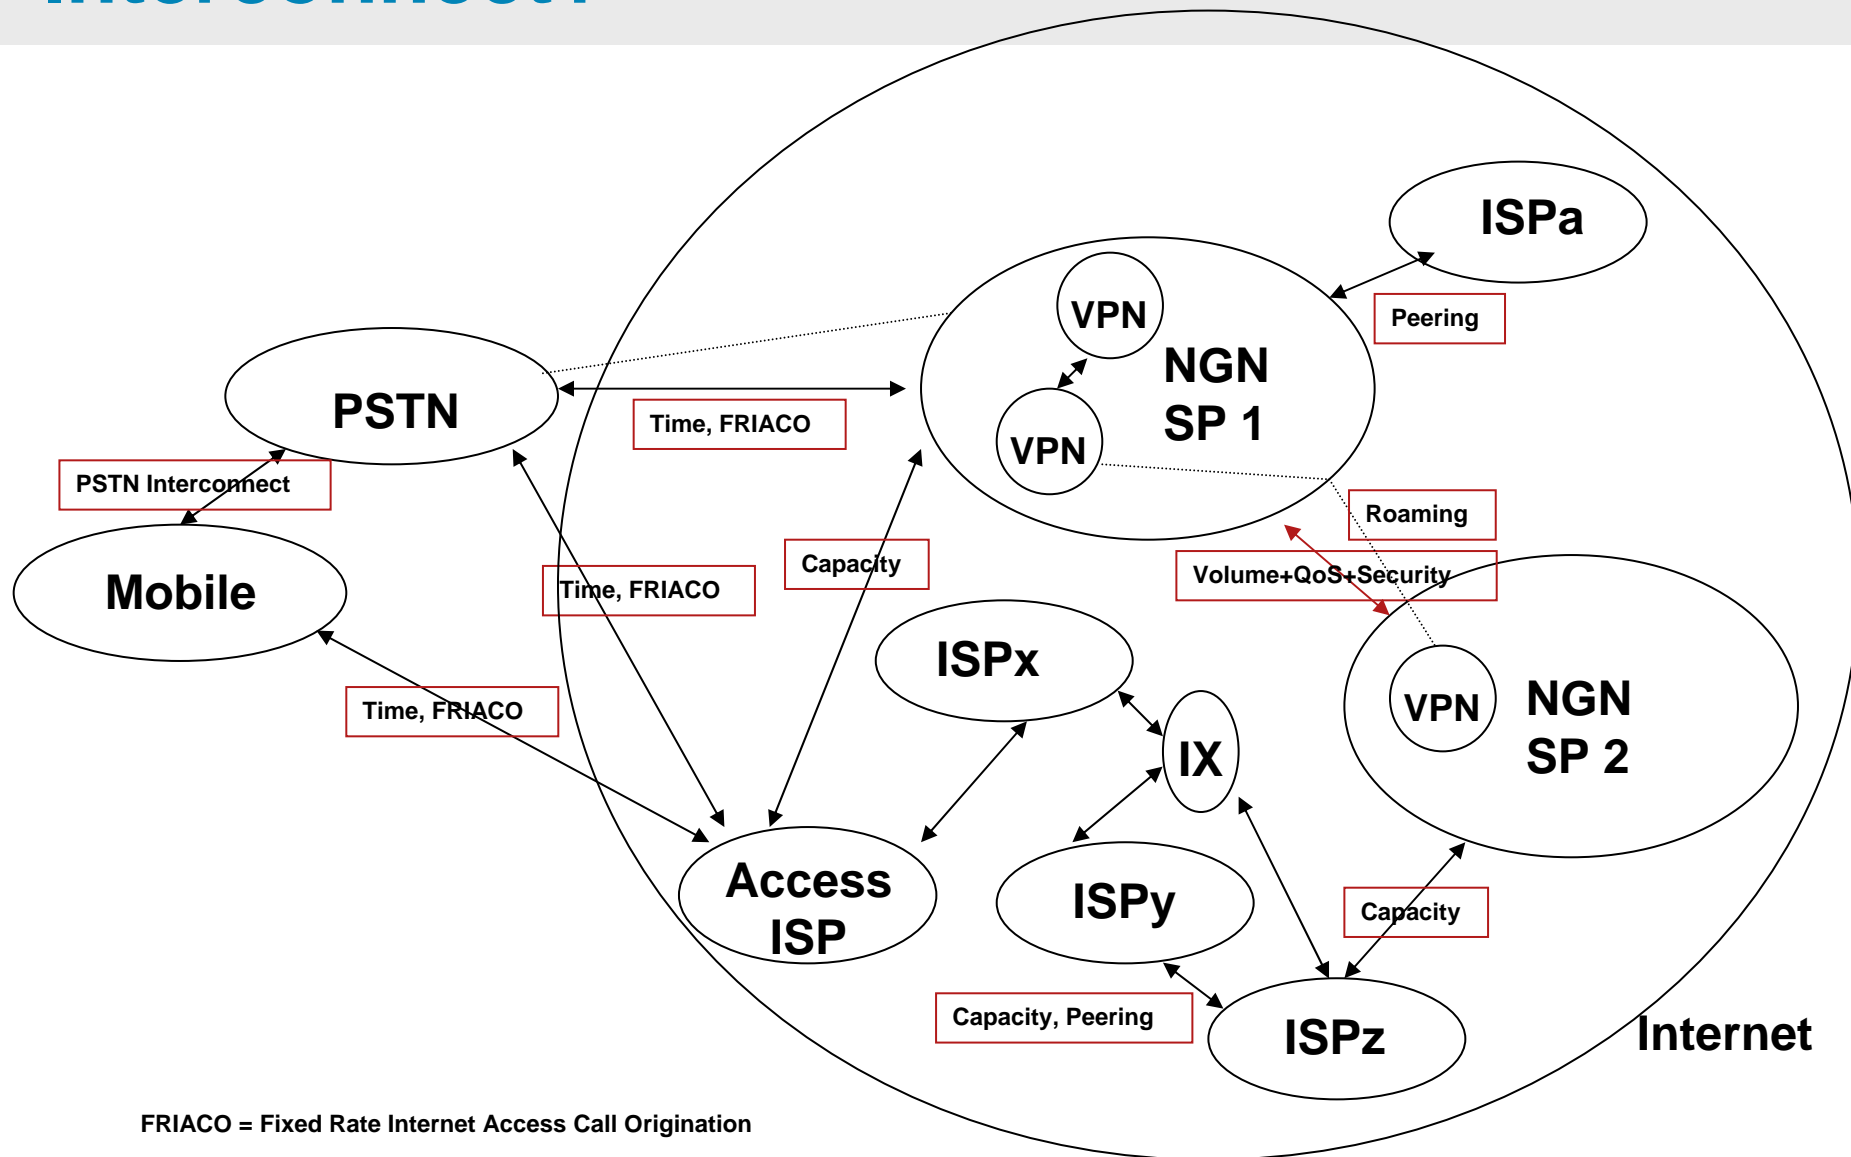 ISPa
VPN
Peering
NGN
SP 1
PSTN
Time, FRIACO
VPN
PSTN Interconnect
Roaming
Capacity
Volume+QoS+Security
Mobile
Time, FRIACO
ISPx
VPN
NGN
SP 2
Time, FRIACO
IX
Access
ISP
ISPy
Capacity
Capacity, Peering
ISPz
Internet
FRIACO = Fixed Rate Internet Access Call Origination